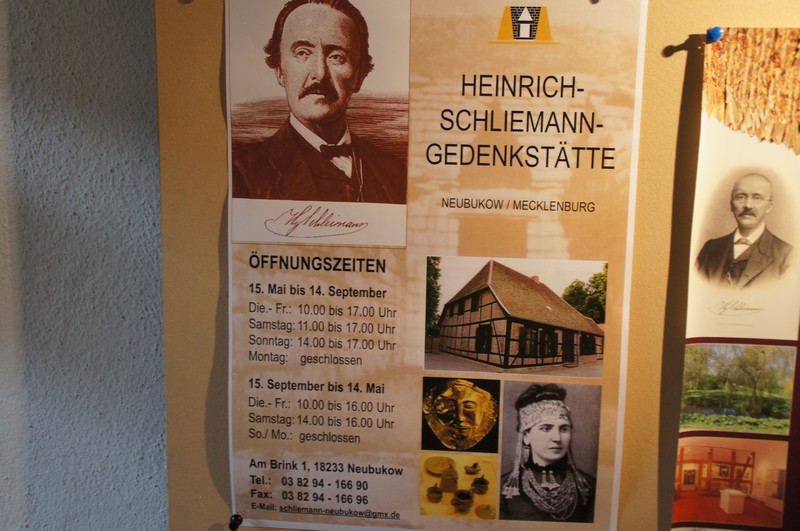 HEINRICH-
SCHLIEMANN-
GEDENKSTÄTTE
NEUBUKOW / MECKLENBURG
ÖFFNUNGSZEITEN
15. Mai bis 14. September
Die.- Fr.: 10.00 bis 17.00 Uhr
Samstag: 11.00 bis 17.00 Uhr
Sonntag: 14.00 bis 17.00 Uhr
Montag: geschlossen
15. September bis 14. Mai
Die.- Fr.: 10.00 bis 16.00 Uhr
Samstag: 14.00 bis 16.00 Uhr
So./ Mo.: geschlossen
Am Brink 1, 18233 Neubukow
Tel.: 03 82 94 - 166 90
Fax: 03 82 94 - 166 96
E-Mail: schliemann-neubukow@gmx.de